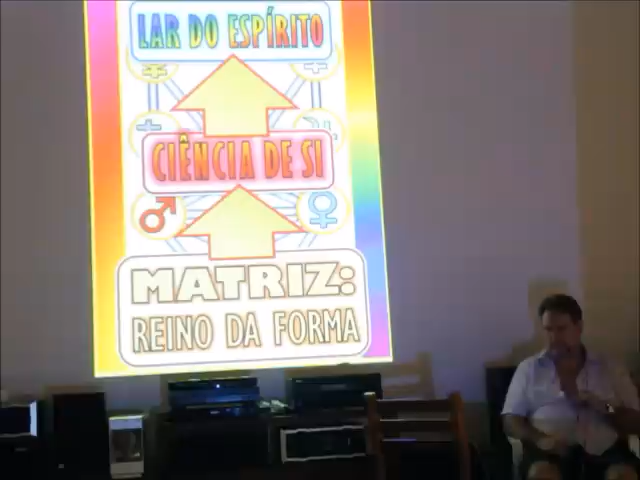 LAR DO ESPÍRITO
CIÊNCIA DE SI
MATRIZ:
REINO DA FORMA